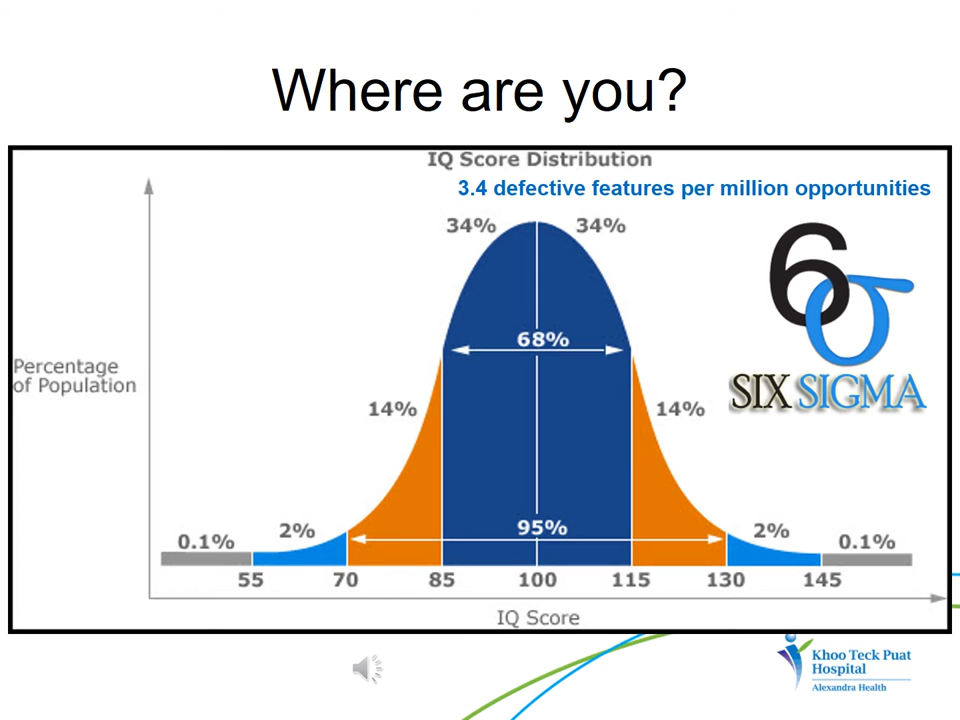 Where are you?
IQ Score Distribution
3.4 defective features per million opportunities
34% 34%
6σ
68%
Percentage
of Population
SIX SIGMA
14% 14%
95%
2% 2%
0.1% 0.1%
55 70 85 100 115 130 145
IQ Score
Khoo Teck Puat
Hospital
Alexandra Health